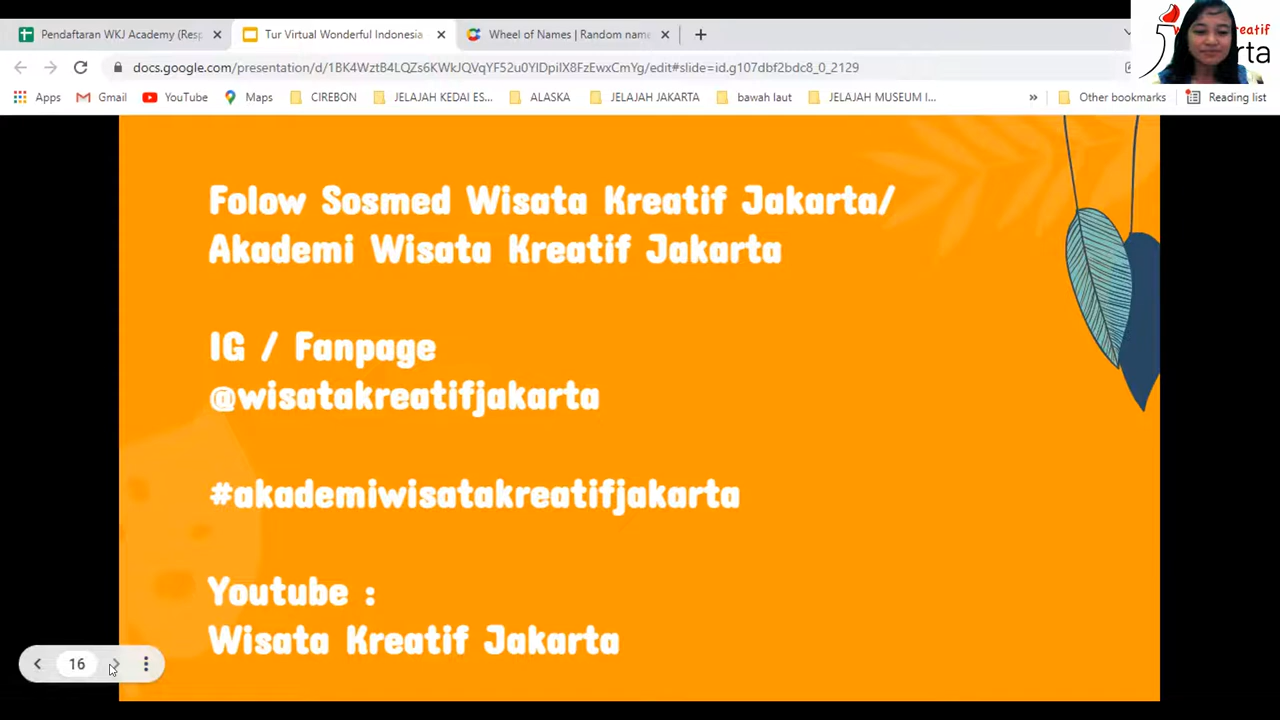 Pendaftaran WKJ Academy (Resp
Tur Virtual Wonderful Indonesia
Wheel of Names | Random name
docs.google.com/presentation/d/1BK4WztB4LQZs6KWkJQVqYF52u0YlDpiIX8FzEwxCmYg/edit#slide=id.g107dbf2bdc8_0_2129
Apps
Gmail
YouTube
Maps
CIREBON
JELAJAH KEDAI ES...
ALASKA
JELAJAH JAKARTA
bawah laut
JELAJAH MUSEUM I...
»
Other bookmarks
Reading list
Folow Sosmed Wisata Kreatif Jakarta/
Akademi Wisata Kreatif Jakarta
IG / Fanpage
@wisatakreatifjakarta
#akademiwisatakreatifjakarta
Youtube :
Wisata Kreatif Jakarta
16